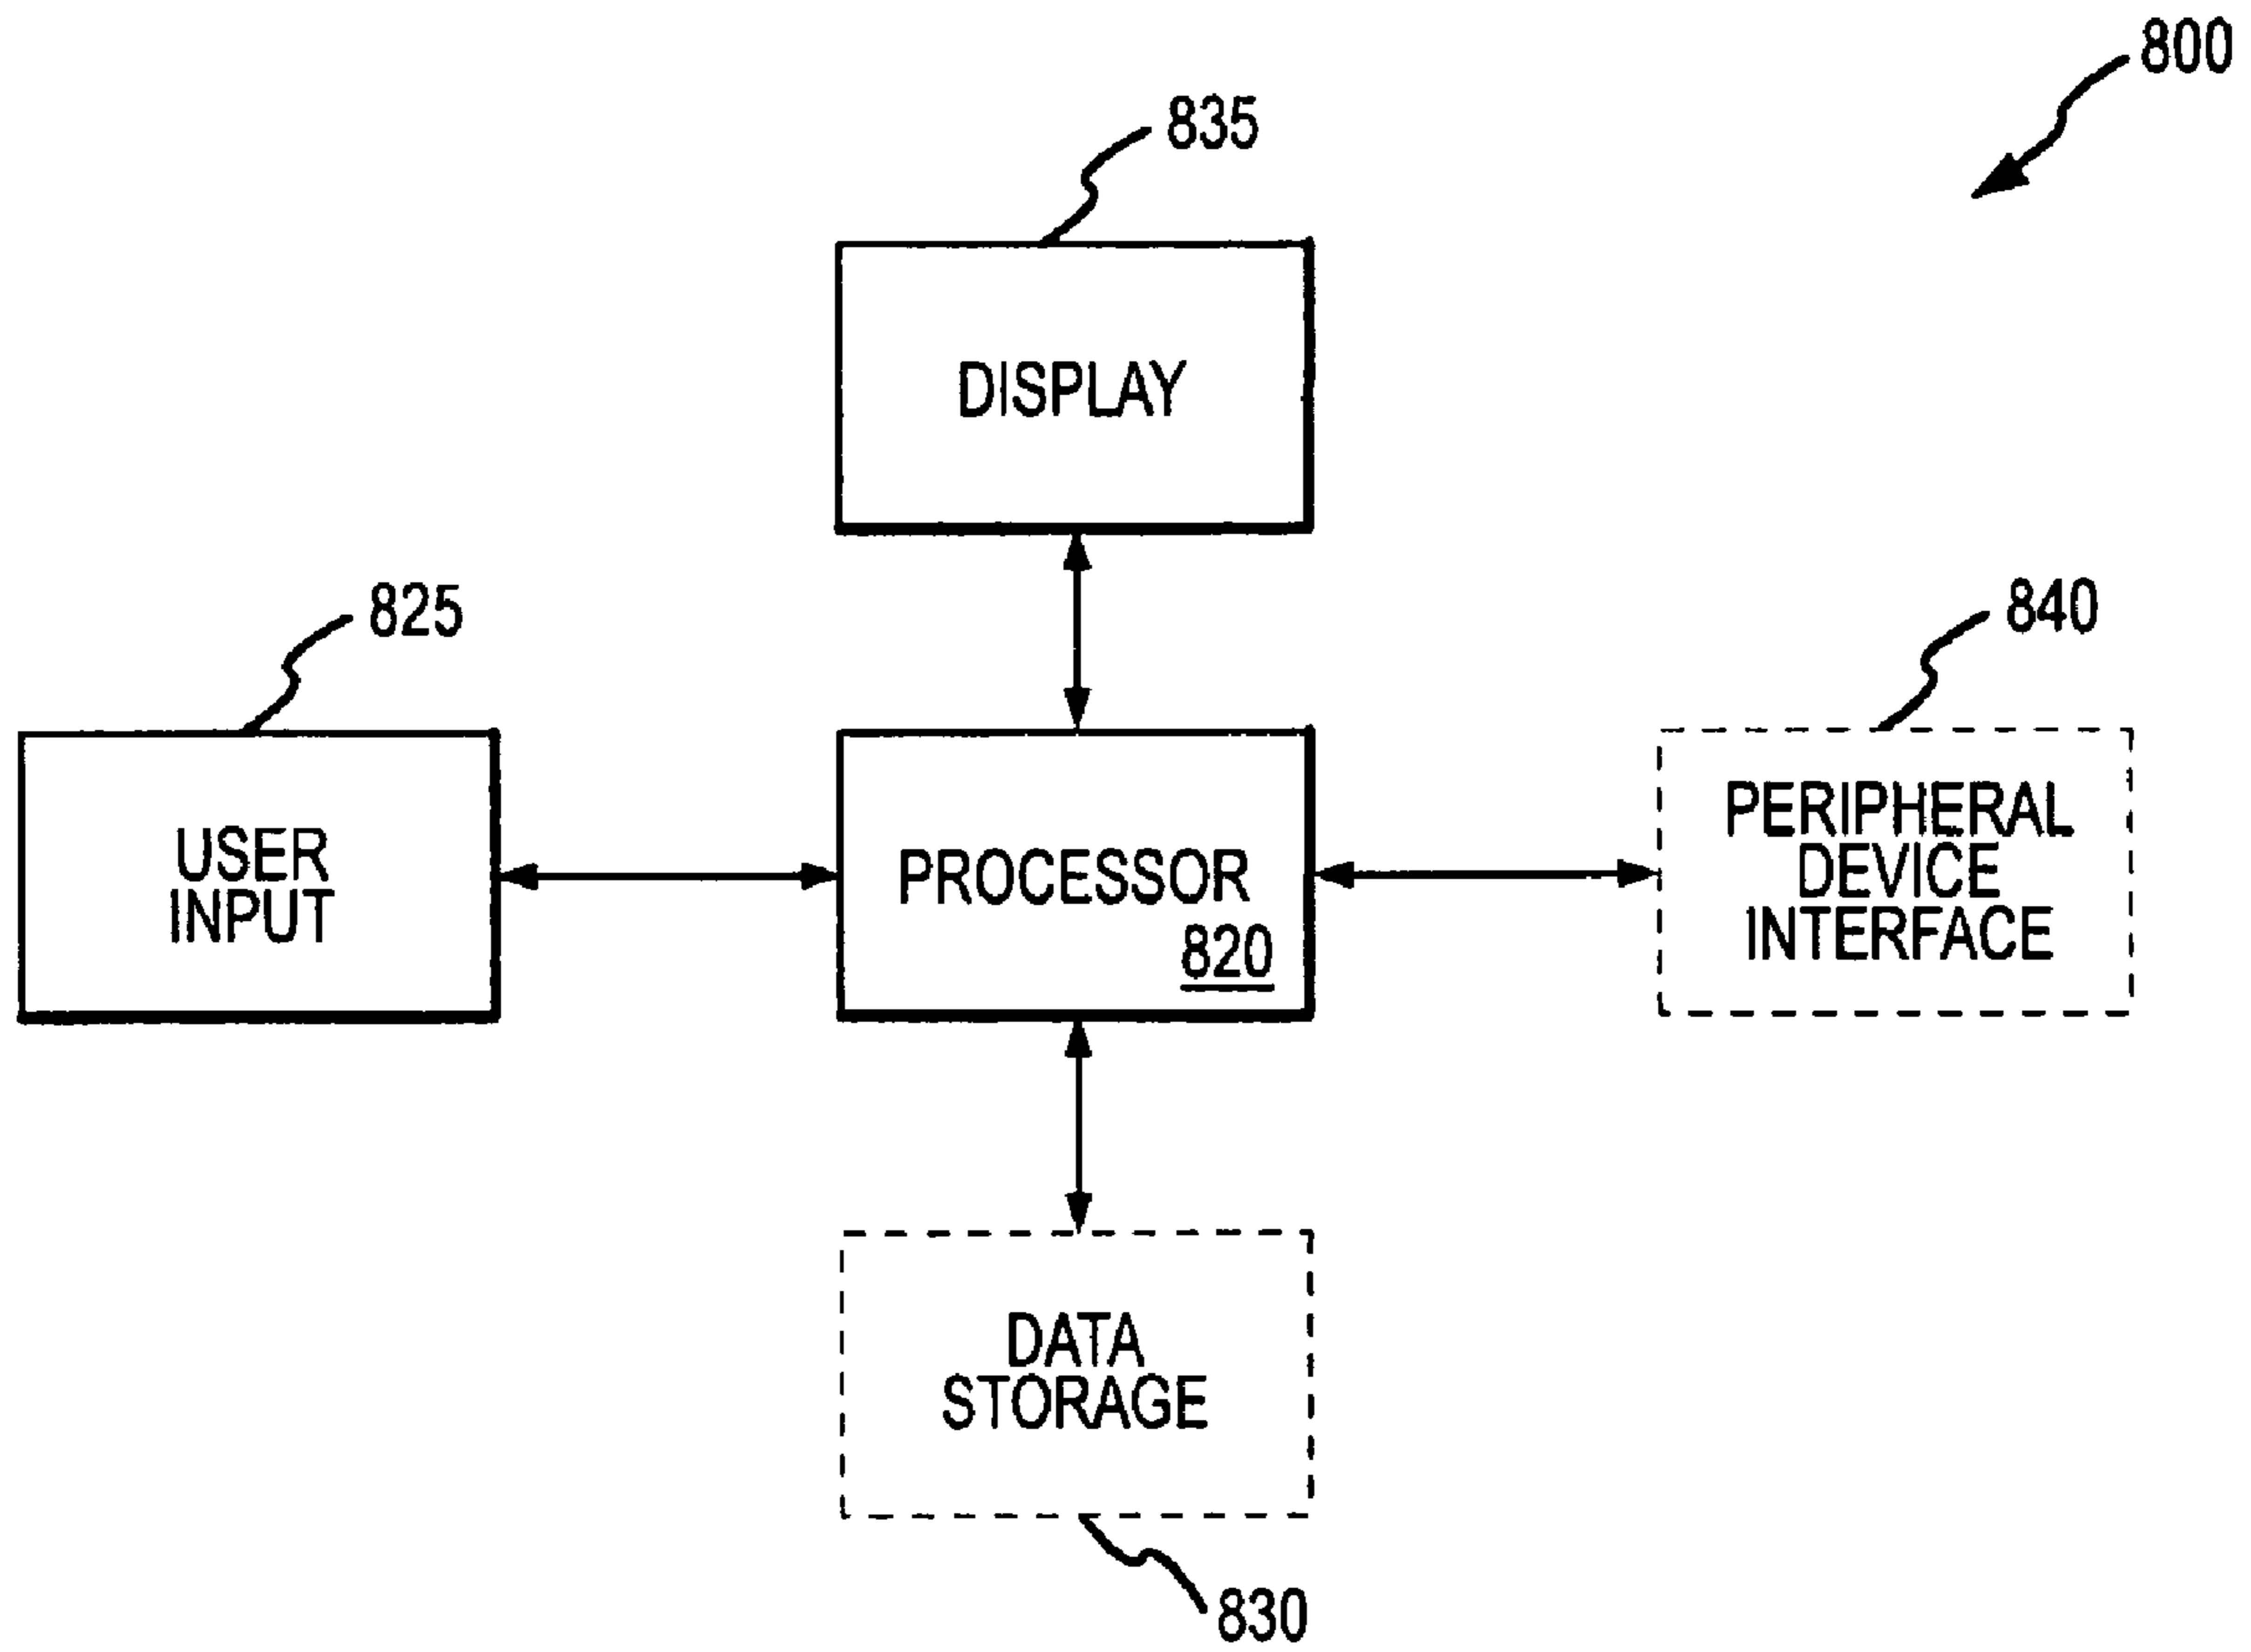 800
835
DISPLAY
825
840
USER
INPUT
PROCESSOR
820
PERIPHERAL
DEVICE
INTERFACE
DATA
STORAGE
830